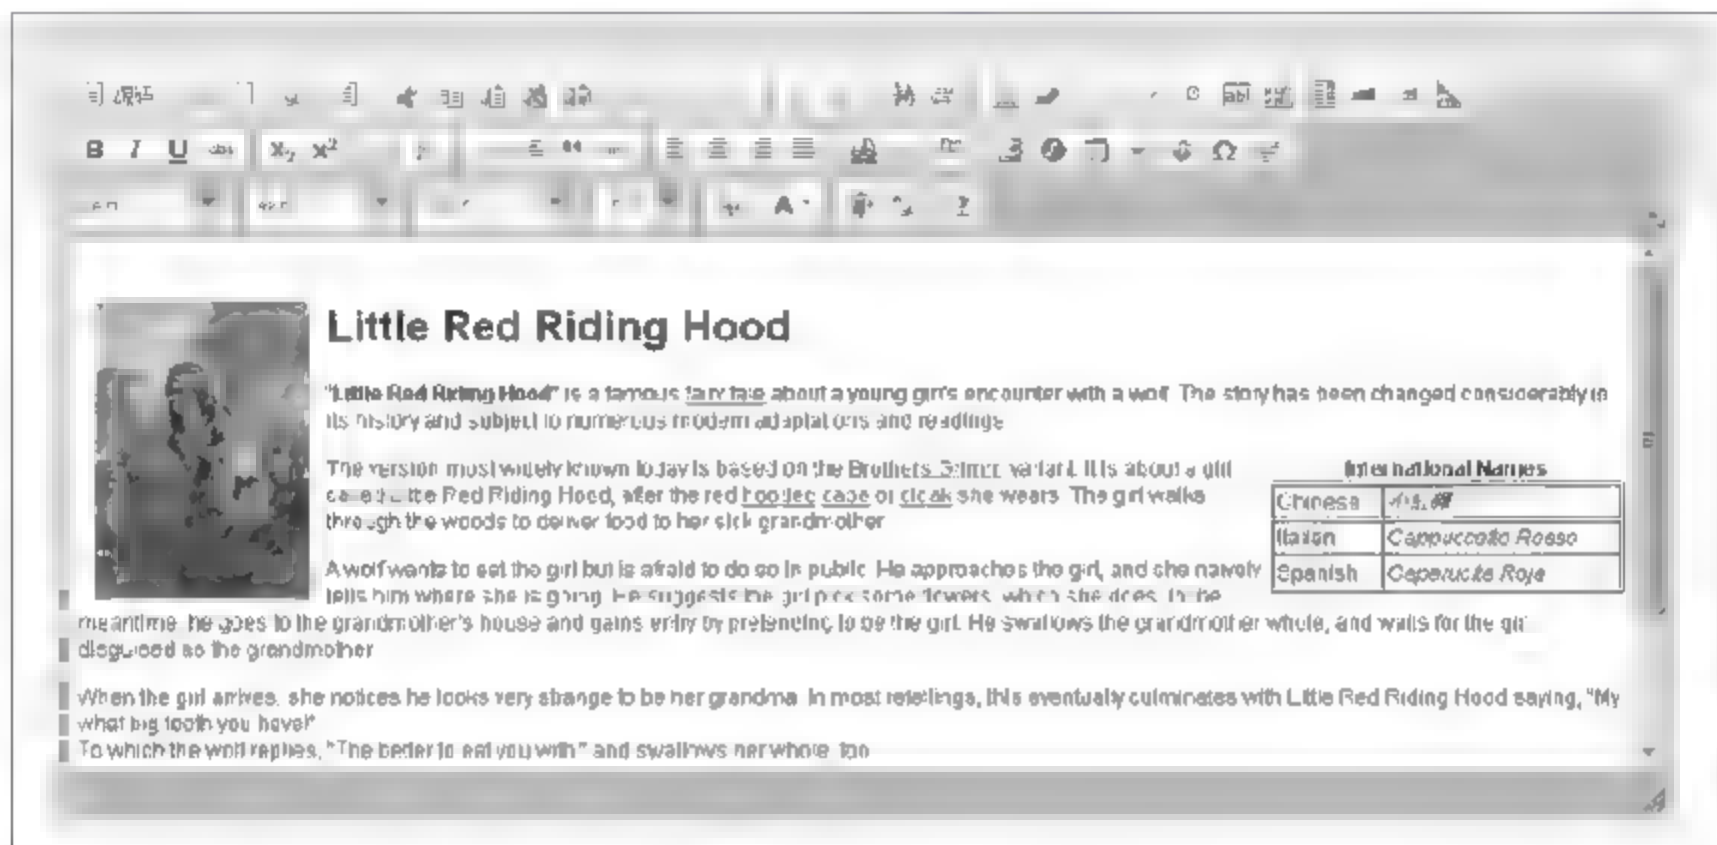 B I U abc X₂ X²
A
Little Red Riding Hood
"Little Red Riding Hood" is a famous fairy tale about a young girl's encounter with a wolf. The story has been changed considerably in
its history and subject to numerous modern adaptations and readings
The version most widely known today is based on the Brothers Grimm variant. It is about a girl
called Little Red Riding Hood, after the red hooded cape or cloak she wears. The girl walks
through the woods to deliver food to her sick grandmother
A wolf wants to eat the girl but is afraid to do so in public. He approaches the girl, and she naively
tells him where she is going. He suggests the girl pick some flowers, which she does. In the
meantime, he goes to the grandmother's house and gains entry by pretending to be the girl. He swallows the grandmother whole, and waits for the girl
disguised as the grandmother
International Names
Chinese
Italian Cappuccetto Rosso
Spanish Caperucita Roja
When the girl arrives, she notices he looks very strange to be her grandma. In most retellings, this eventually culminates with Little Red Riding Hood saying, "My
what big teeth you have!"
To which the wolf replies, "The better to eat you with" and swallows her whole, too